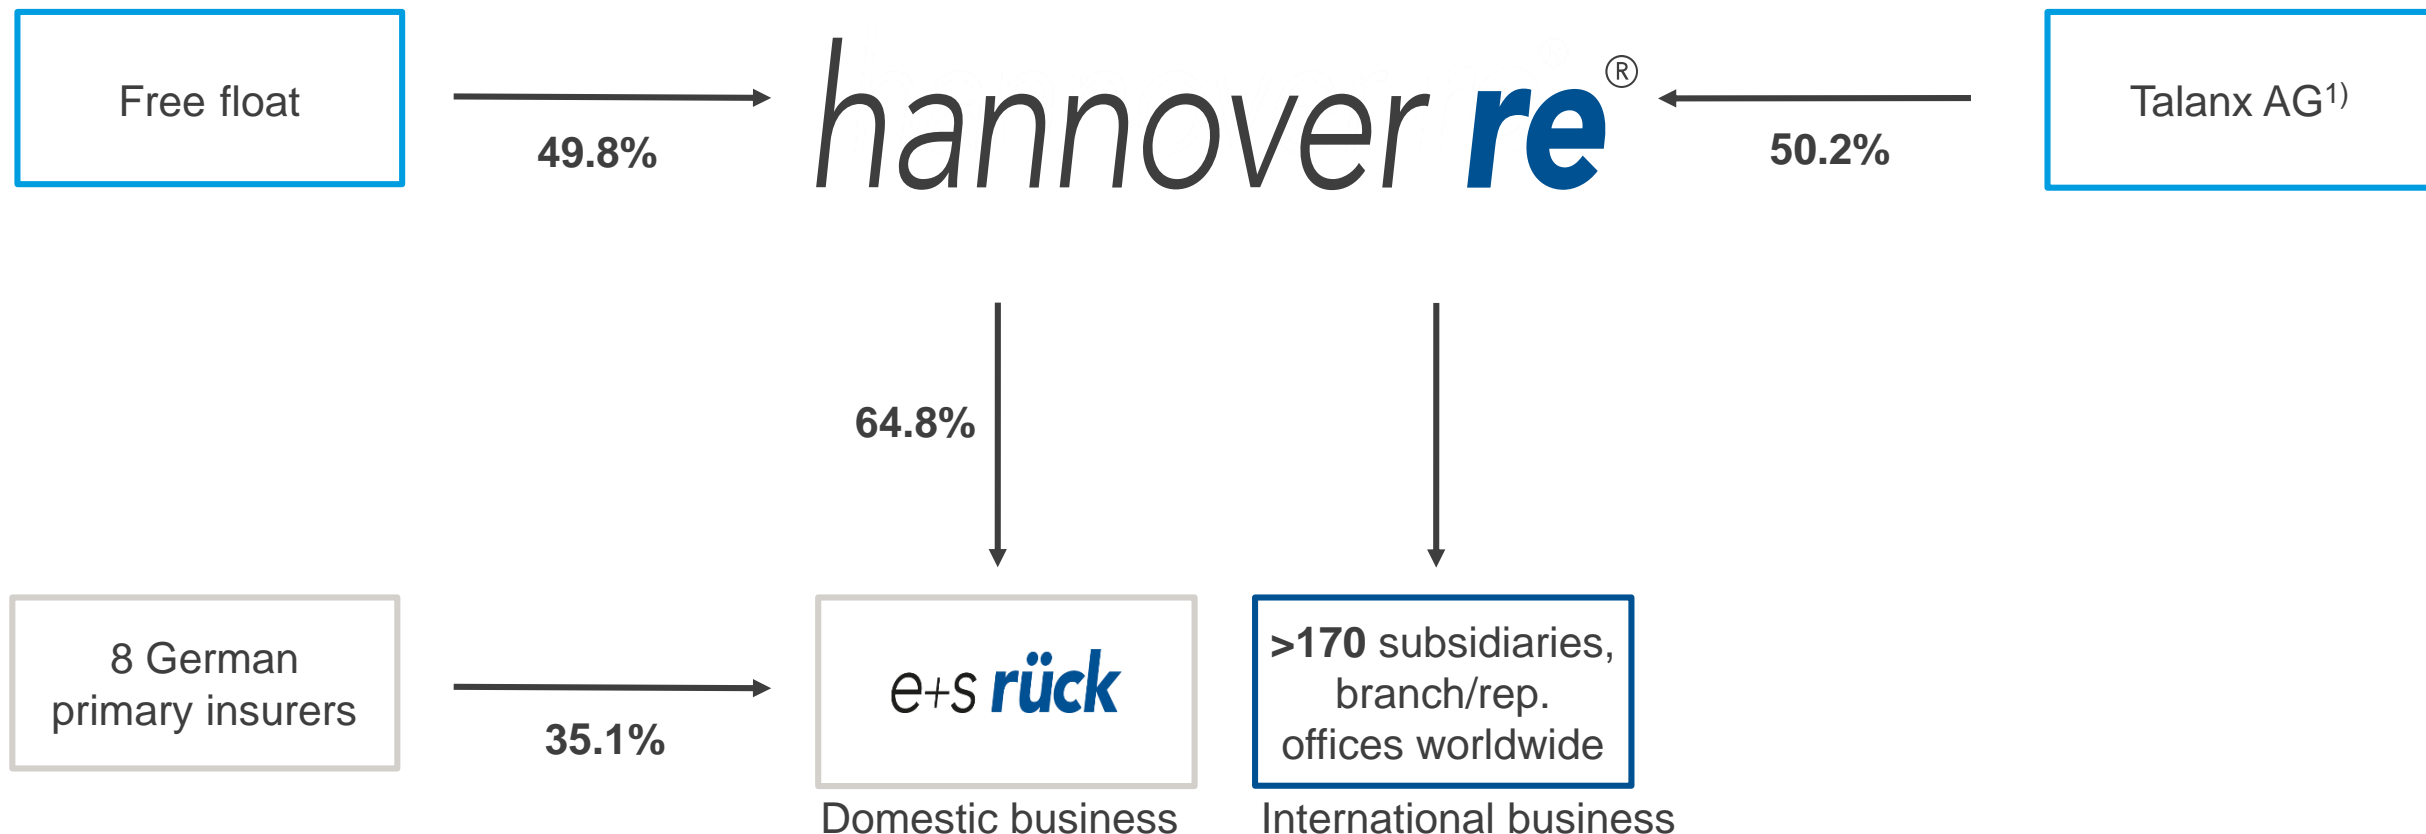 Free float
49.8%
hannover re®
50.2%
Talanx AG1)
64.8%
8 German
primary insurers
35.1%
e+s rück
>170 subsidiaries,
branch/rep.
offices worldwide
Domestic business
International business